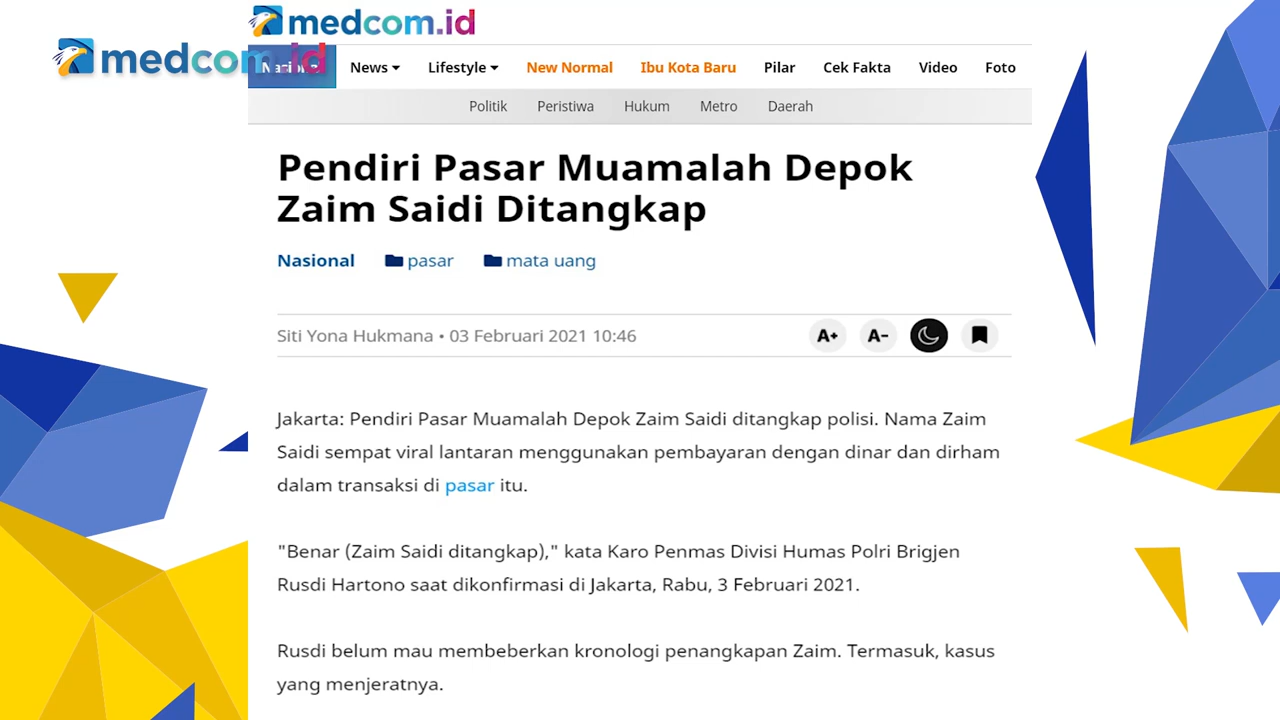 medcom.id
medcom.id
Nasional News Lifestyle New Normal Ibu Kota Baru Pilar Cek Fakta Video Foto
Politik Peristiwa Hukum Metro Daerah
Pendiri Pasar Muamalah Depok
Zaim Saidi Ditangkap
Nasional pasar mata uang
Siti Yona Hukmana • 03 Februari 2021 10:46
A+ A-
Jakarta: Pendiri Pasar Muamalah Depok Zaim Saidi ditangkap polisi. Nama Zaim
Saidi sempat viral lantaran menggunakan pembayaran dengan dinar dan dirham
dalam transaksi di pasar itu.
"Benar (Zaim Saidi ditangkap)," kata Karo Penmas Divisi Humas Polri Brigjen
Rusdi Hartono saat dikonfirmasi di Jakarta, Rabu, 3 Februari 2021.
Rusdi belum mau membeberkan kronologi penangkapan Zaim. Termasuk, kasus
yang menjeratnya.